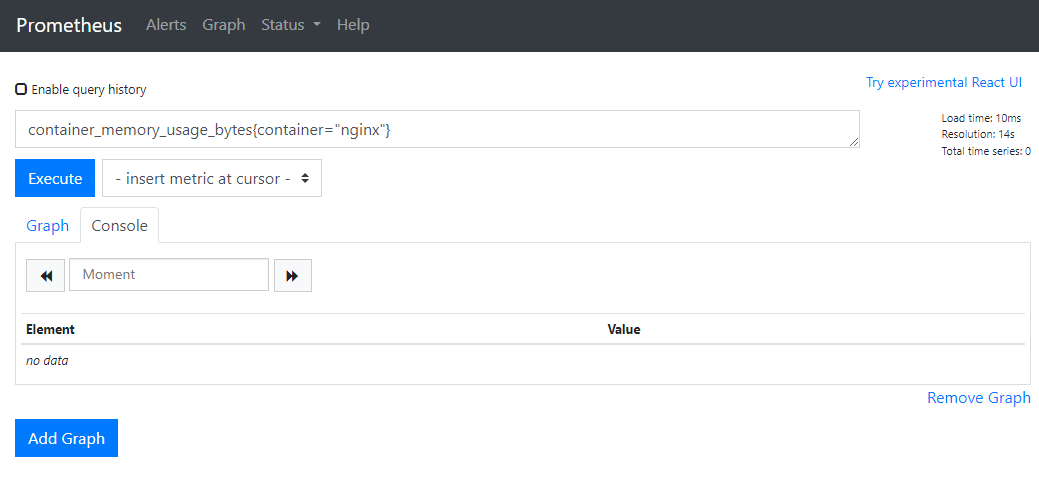 Prometheus Alerts Graph Status Help
Enable query history
Try experimental React UI
container_memory_usage_bytes{container="nginx"}
Load time: 10ms
Resolution: 14s
Total time series: 0
Execute
- insert metric at cursor -
Graph Console
Moment
Element Value
no data
Remove Graph
Add Graph